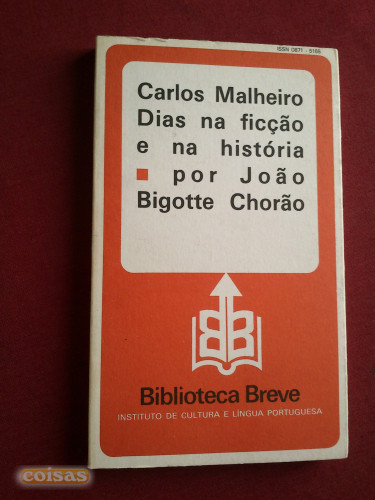 ISSN 0871 - 5165
Carlos Malheiro
Dias na ficção
e na história
■ por João
Bigotte Chorão
BB
Biblioteca Breve
INSTITUTO DE CULTURA E LÍNGUA PORTUGUESA
coisas